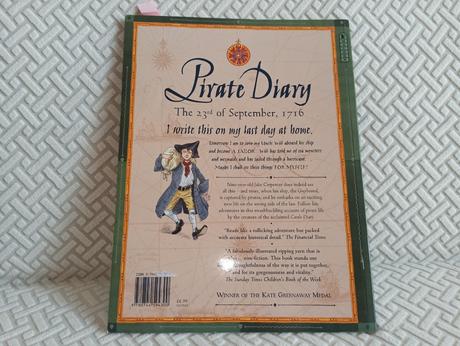 Pirate Diary
The 23rd of September, 1716
I write this on my last day at home.
Tomorrow I am to join my Uncle Will aboard his ship
and become A SAILOR. Will has told me of sea monsters
and mermaids and has sailed through a hurricane.
Maybe I shall see these things FOR MYSELF!
Nine-year-old Jake Carpenter does indeed see
all this – and more, when his ship, the Greyhound,
is captured by pirates, and he embarks on an exciting
new life on the wrong side of the law. Follow his
adventures in this swashbuckling account of pirate life
by the creators of the acclaimed Castle Diary.
"Reads like a rollicking adventure but packed
with accurate historical detail." The Financial Times
"A fabulously illustrated ripping yarn that is
non-fiction. This book stands out
thoughtfulness of the way it is put together,
and for its gorgeousness and vitality."
The Sunday Times Children's Book of the Week
WINNER OF THE KATE GREENAWAY MEDAL
£6.99